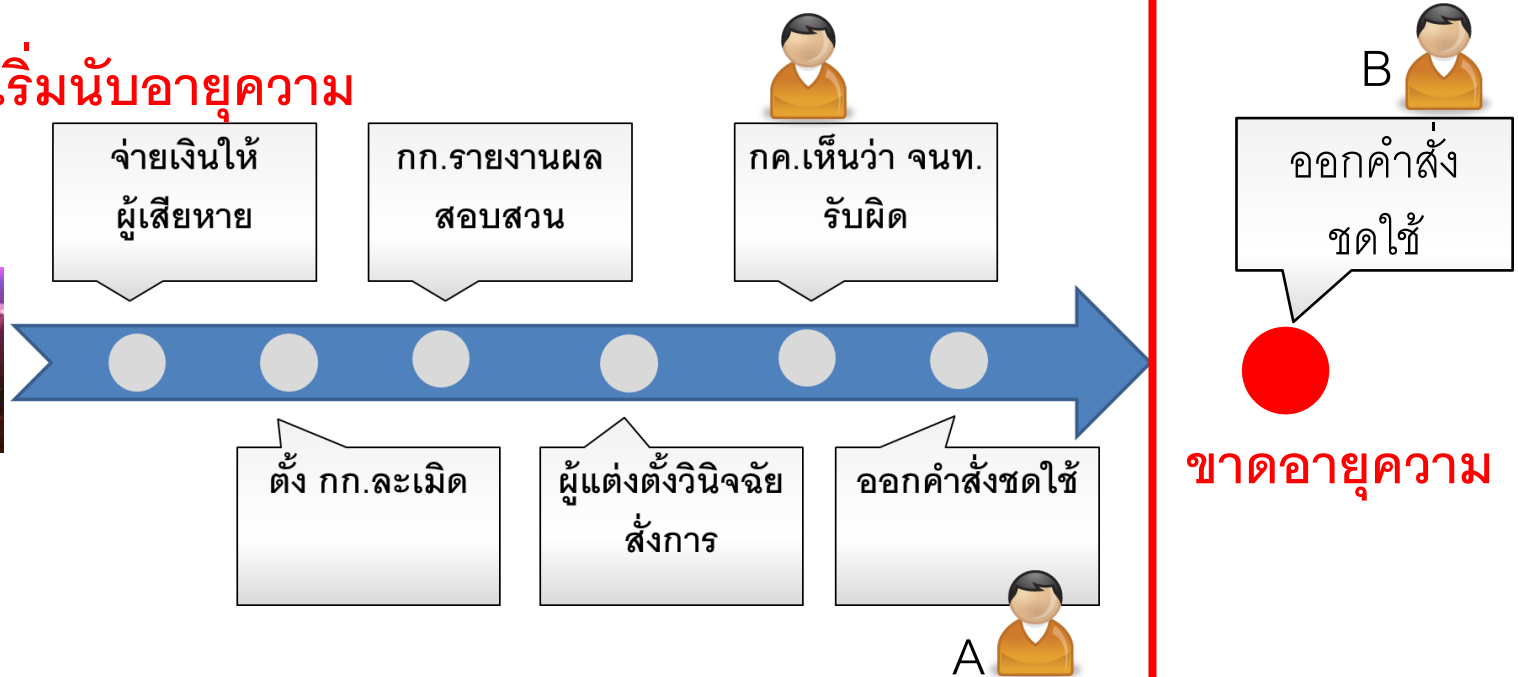 เริ่มนับอายุความ
จ่ายเงินให้
ผู้เสียหาย
กก.รายงานผล
สอบสวน
กค.เห็นว่า จนท.
รับผิด
B
ออกคำสั่ง
ชดใช้
ตั้ง กก.ละเมิด
ผู้แต่งตั้งวินิจฉัย
สั่งการ
ออกคำสั่งชดใช้
A
ขาดอายุความ